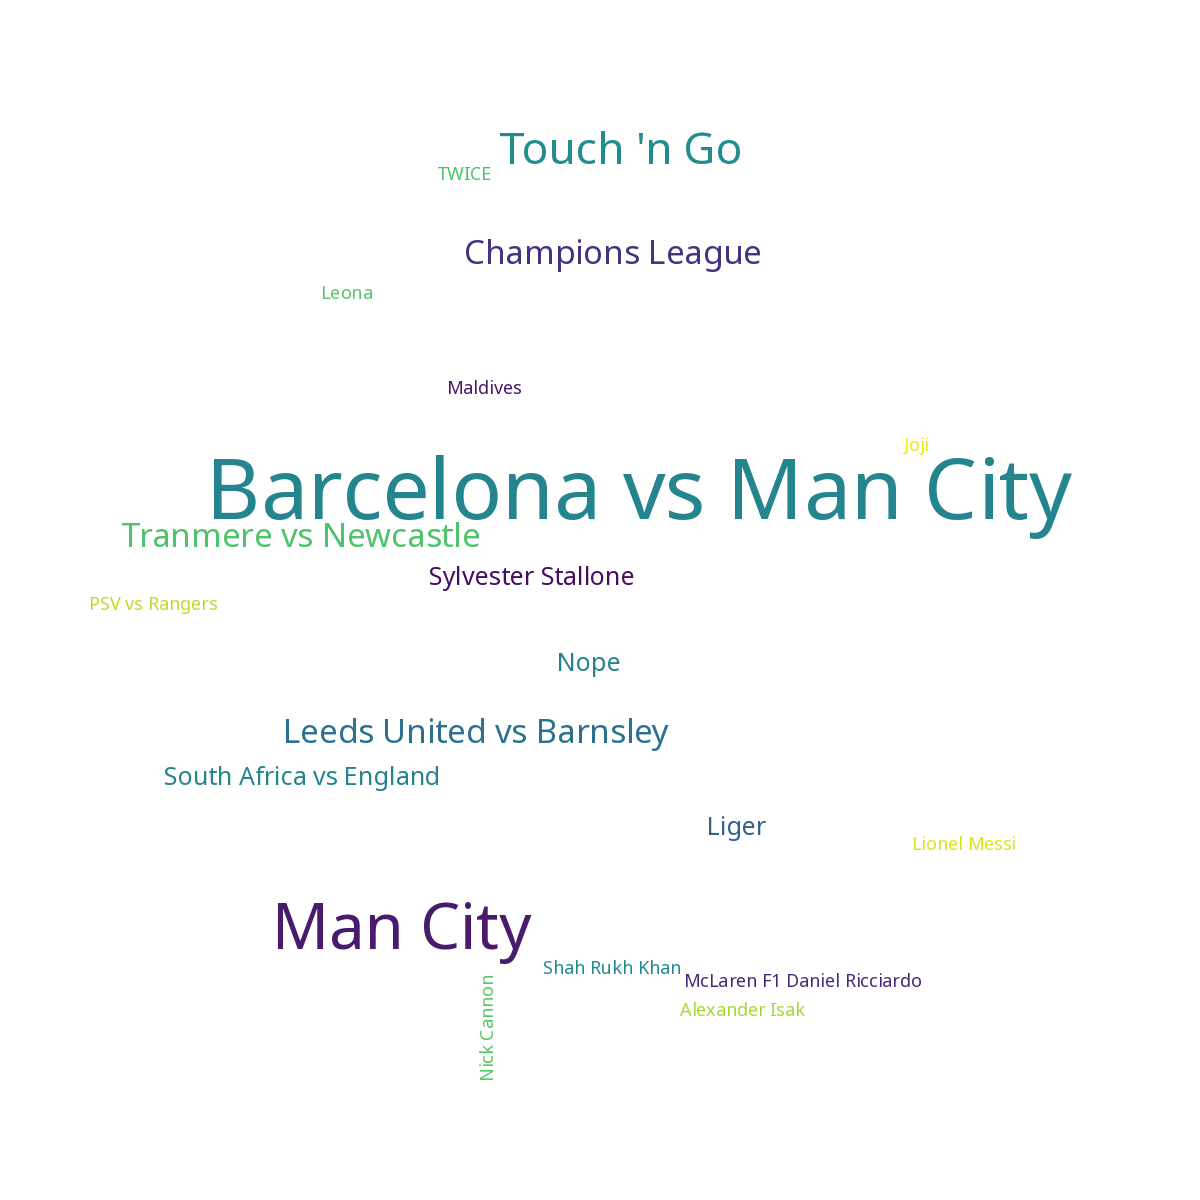 Touch 'n Go
TWICE
Champions League
Leona
Maldives
Joji
Barcelona vs Man City
Tranmere vs Newcastle
Sylvester Stallone
PSV vs Rangers
Nope
Leeds United vs Barnsley
South Africa vs England
Liger
Lionel Messi
Man City
Shah Rukh Khan
McLaren F1 Daniel Ricciardo
Alexander Isak
Nick Cannon